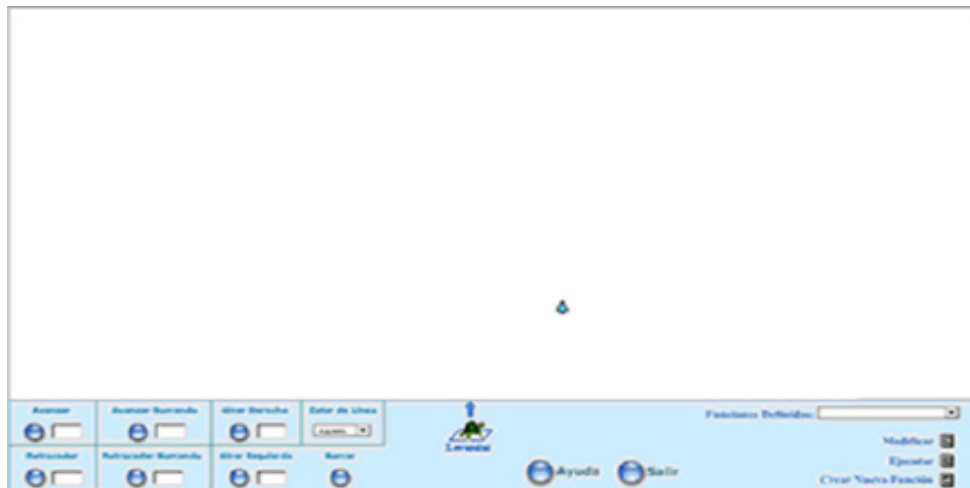 Avanzar
Avanzar Borrando
Girar Derecha
Color de Línea
Retroceder
Retroceder Borrando
Girar Izquierda
Borrar
Levantar
Ayuda
Salir
Funciones Definidas:
Modificar
Ejecutar
Crear Nueva Función